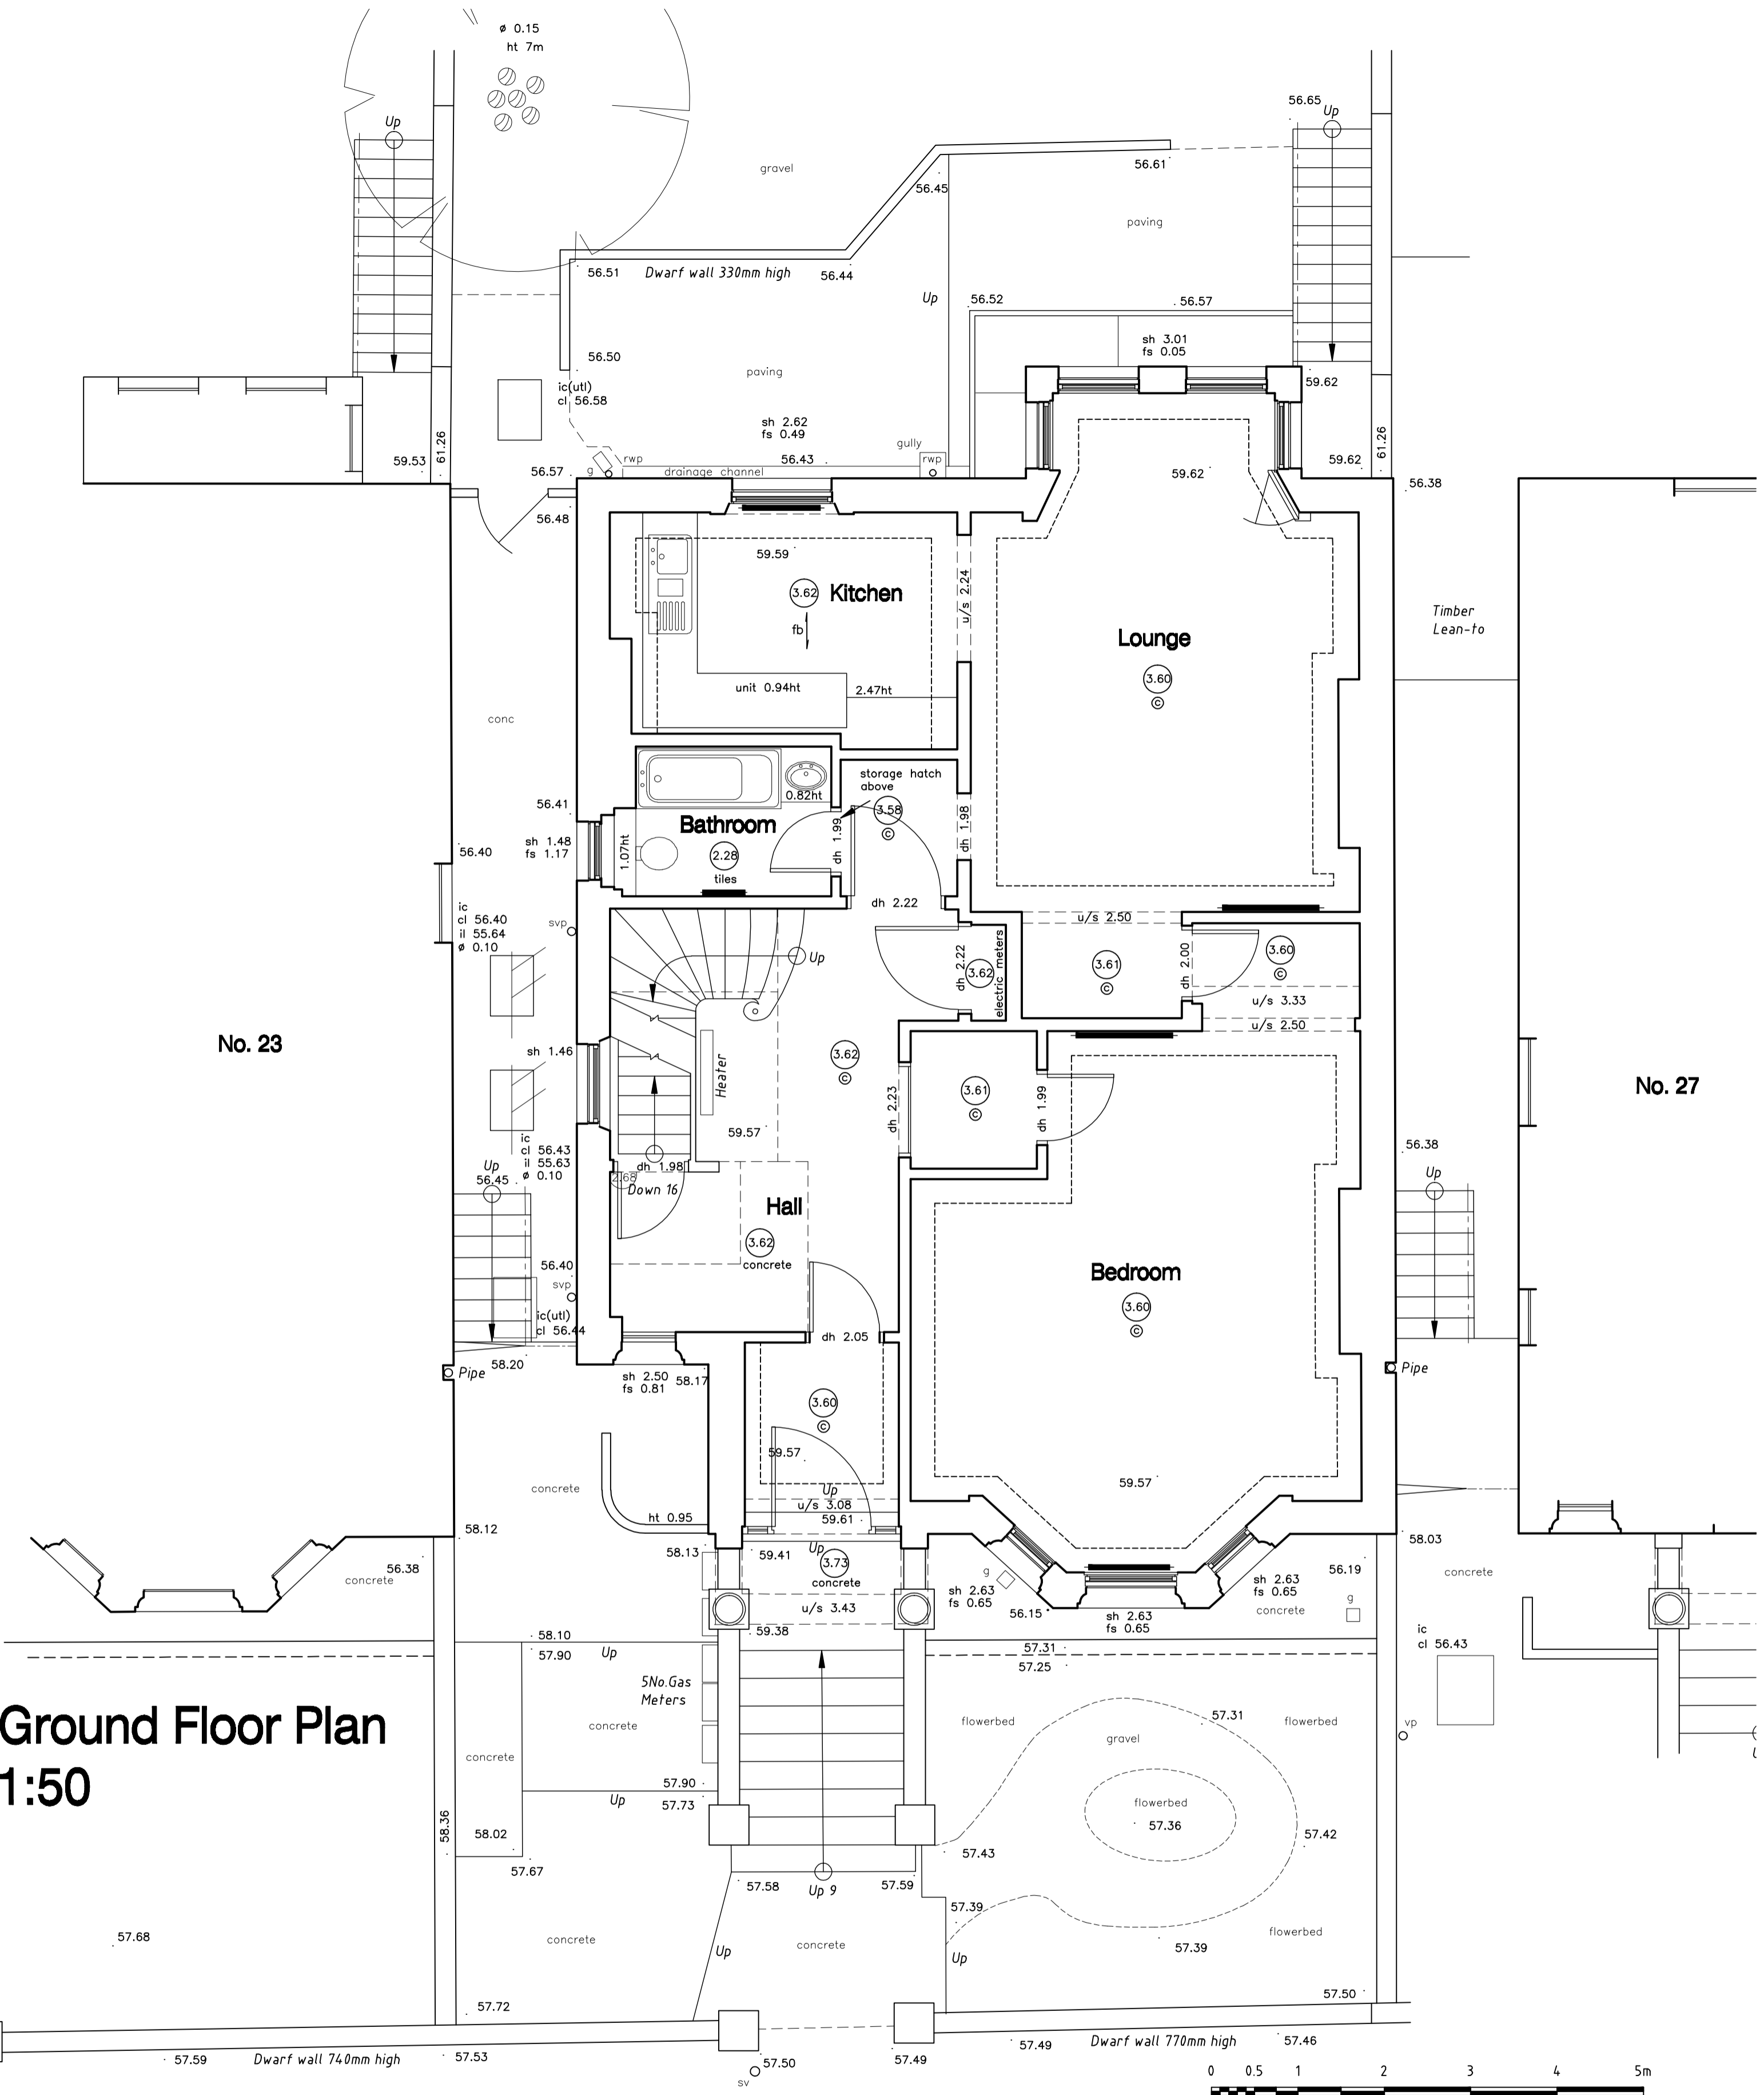 ø 0.15
ht 7m
Up
56.65
Up
gravel
56.61
56.45
paving
56.51
Dwarf wall 330mm high
56.44
Up
56.52
56.57
sh 3.01
fs 0.05
56.50
paving
ic(utl)
cl 56.58
59.62
sh 2.62
fs 0.49
gully
61.26
59.53
56.57
g
rwp
drainage channel
56.43
rwp
59.62
59.62
61.26
56.38
56.48
59.59
3.62
Kitchen
fb
u/s 2.24
Lounge
3.60
c
Timber
Lean-to
unit 0.94ht
2.47ht
conc
storage hatch
above
0.82ht
56.41
3.58
c
Bathroom
2.28
tiles
1.07ht
dh 1.99
dh 1.98
sh 1.48
fs 1.17
56.40
dh 2.22
ic
cl 56.40
il 55.64
ø 0.10
svp
u/s 2.50
Up
dh 2.22
3.62
electric meters
3.61
c
dh 2.00
3.60
c
u/s 3.33
u/s 2.50
No. 23
sh 1.46
Heater
3.62
c
3.61
c
dh 2.23
dh 1.99
No. 27
59.57
ic
cl 56.43
il 55.63
ø 0.10
Up
56.45
dh 1.98
2.68
Down 16
56.38
Up
Hall
3.62
concrete
56.40
svp
ic(utl)
cl 56.44
Bedroom
3.60
c
dh 2.05
58.20
Pipe
sh 2.50
fs 0.81
58.17
Pipe
3.60
c
59.57
59.57
concrete
Up
u/s 3.08
59.61
ht 0.95
58.12
58.03
58.13
59.41
Up
3.73
concrete
56.38
concrete
g
sh 2.63
fs 0.65
56.15
sh 2.63
fs 0.65
sh 2.63
fs 0.65
concrete
56.19
g
concrete
u/s 3.43
59.38
58.10
57.90
Up
57.31
57.25
ic
cl 56.43
5No.Gas
Meters
Ground Floor Plan
1:50
concrete
concrete
flowerbed
57.31
flowerbed
gravel
vp
57.90
57.73
Up
flowerbed
57.36
58.36
58.02
57.42
57.67
57.43
57.58
Up 9
57.59
57.39
57.68
concrete
Up
concrete
Up
57.39
flowerbed
57.72
57.50
57.59
Dwarf wall 740mm high
57.53
57.50
sv
57.49
57.49
Dwarf wall 770mm high
57.46
0 0.5 1 2 3 4 5m